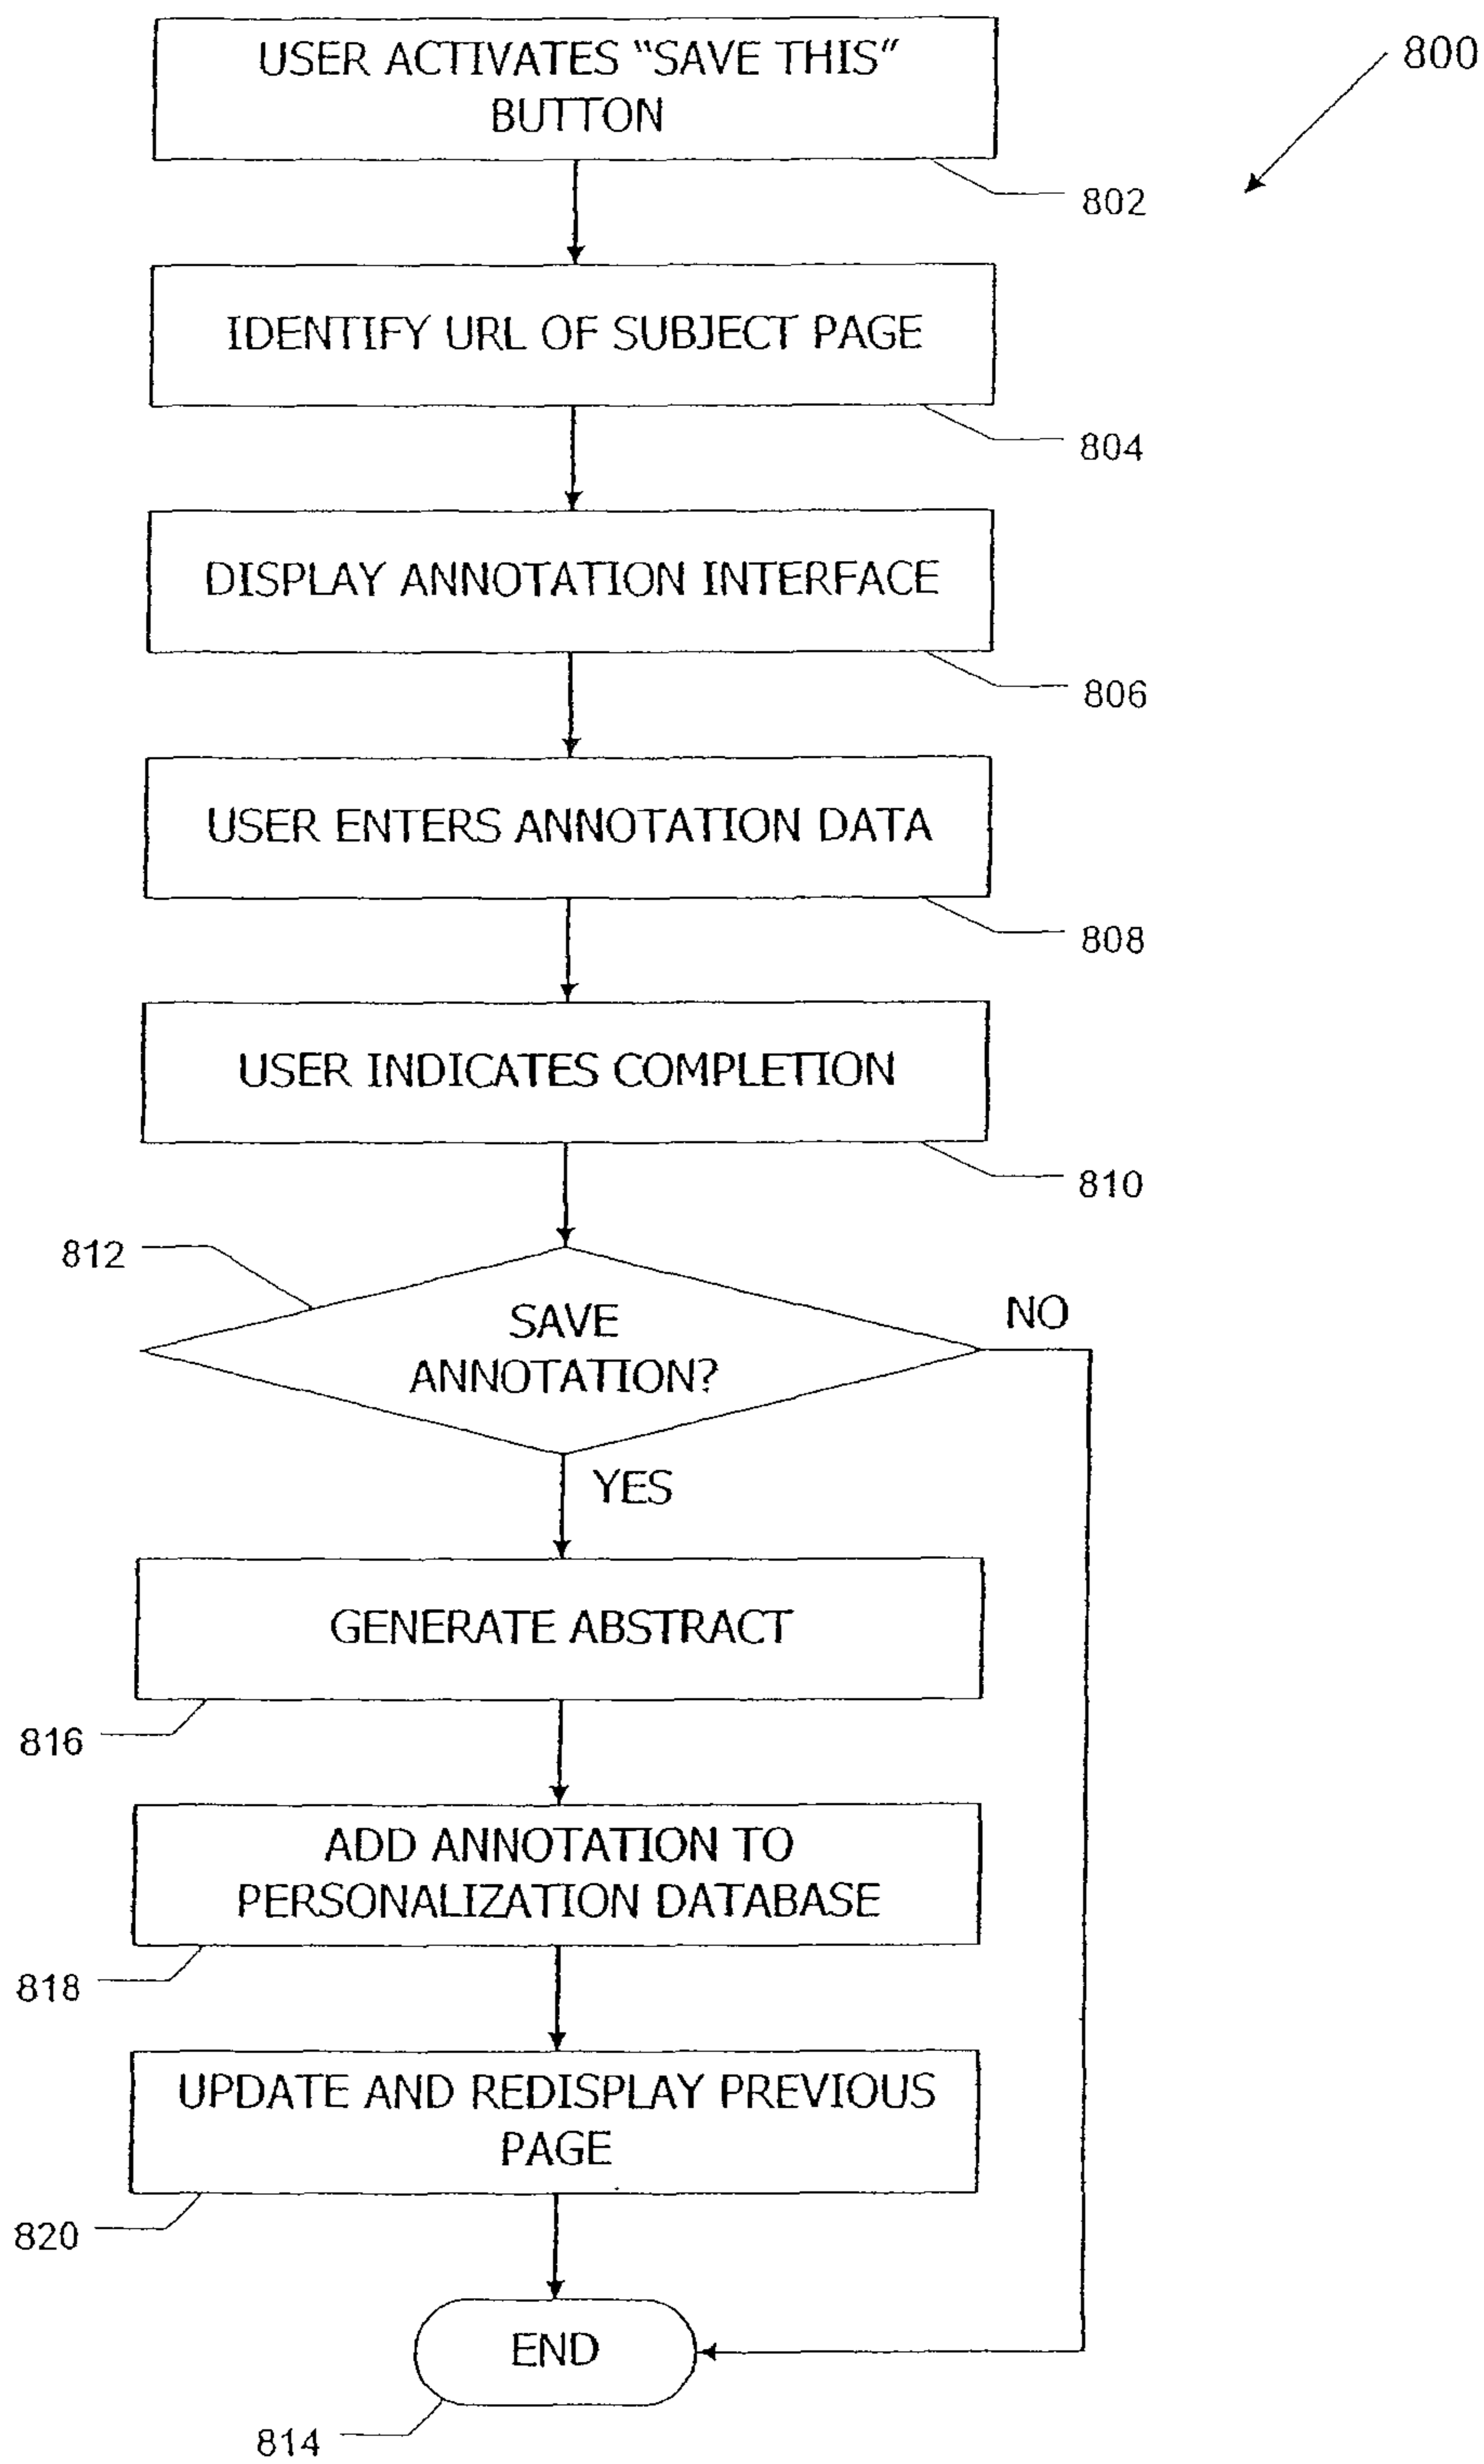 USER ACTIVATES “SAVE THIS”
BUTTON
800
802
IDENTIFY URL OF SUBJECT PAGE
804
DISPLAY ANNOTATION INTERFACE
806
USER ENTERS ANNOTATION DATA
808
USER INDICATES COMPLETION
810
812
SAVE
ANNOTATION?
NO
YES
GENERATE ABSTRACT
816
ADD ANNOTATION TO
PERSONALIZATION DATABASE
818
UPDATE AND REDISPLAY PREVIOUS
PAGE
820
END
814